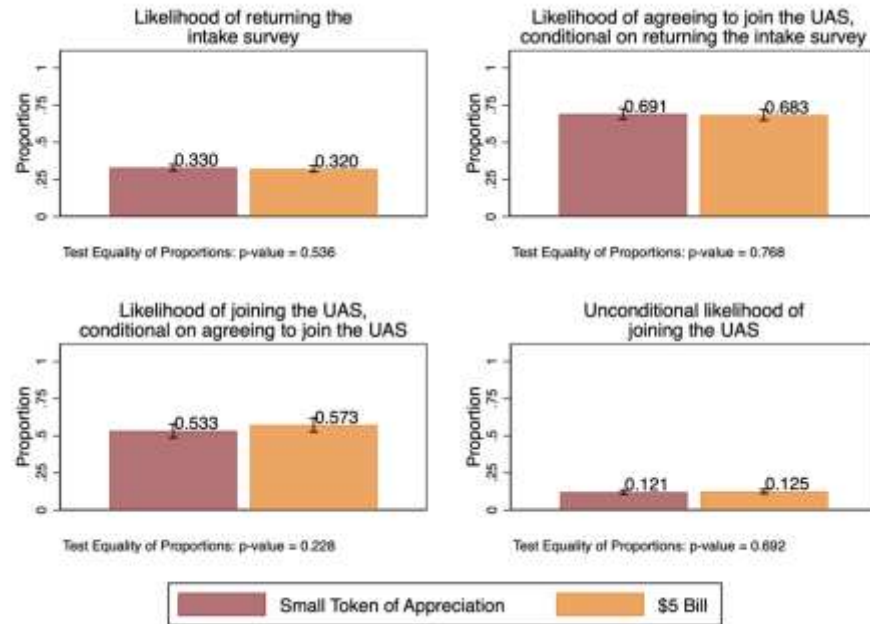 Likelihood of returning the
intake survey
Proportion
0 .25 .5 .75 1
0.330
0.320
Test Equality of Proportions: p-value = 0.536
Likelihood of agreeing to join the UAS,
conditional on returning the intake survey
Proportion
0 .25 .5 .75 1
0.691
0.683
Test Equality of Proportions: p-value = 0.768
Likelihood of joining the UAS,
conditional on agreeing to join the UAS
Proportion
0 .25 .5 .75 1
0.533
0.573
Test Equality of Proportions: p-value = 0.228
Unconditional likelihood of
joining the UAS
Proportion
0 .25 .5 .75 1
0.121
0.125
Test Equality of Proportions: p-value = 0.692
Small Token of Appreciation
$5 Bill